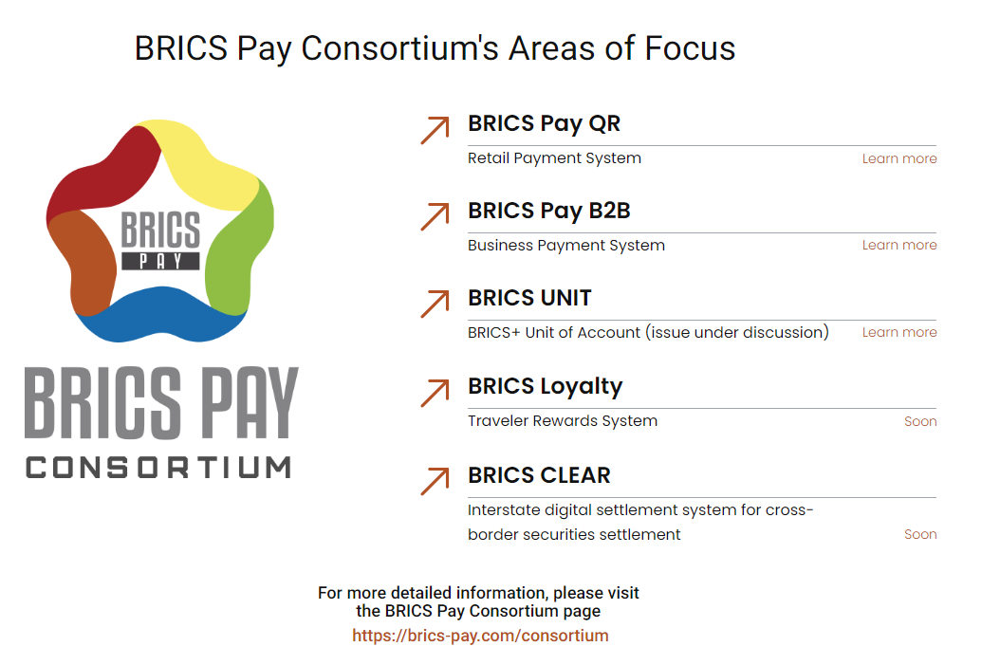 BRICS Pay Consortium's Areas of Focus
BRICS
PAY
BRICS PAY
CONSORTIUM
BRICS Pay QR
Retail Payment System
Learn more
BRICS Pay B2B
Business Payment System
Learn more
BRICS UNIT
BRICS+ Unit of Account (issue under discussion)
Learn more
BRICS Loyalty
Traveler Rewards System
Soon
BRICS CLEAR
Interstate digital settlement system for cross-
border securities settlement
Soon
For more detailed information, please visit
the BRICS Pay Consortium page
https://brics-pay.com/consortium